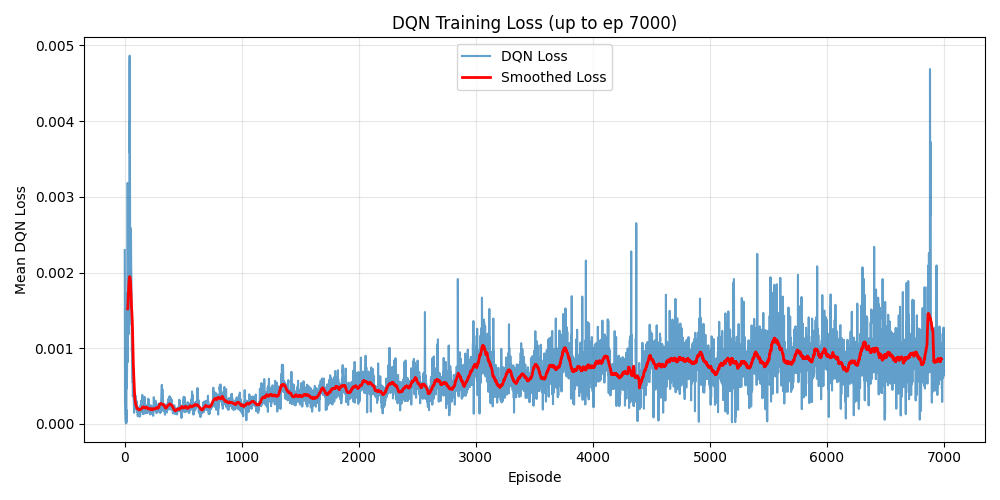 DQN Training Loss (up to ep 7000)
DQN Loss
Smoothed Loss
Mean DQN Loss
0.005
0.004
0.003
0.002
0.001
0.000
0 1000 2000 3000 4000 5000 6000 7000
Episode